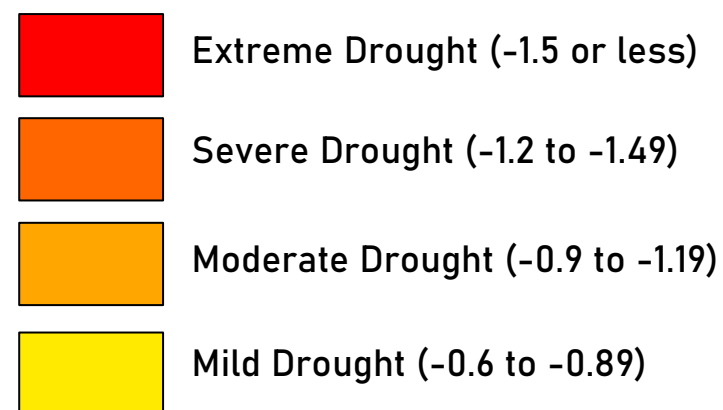 Extreme Drought (-1.5 or less)
Severe Drought (-1.2 to -1.49)
Moderate Drought (-0.9 to -1.19)
Mild Drought (-0.6 to -0.89)